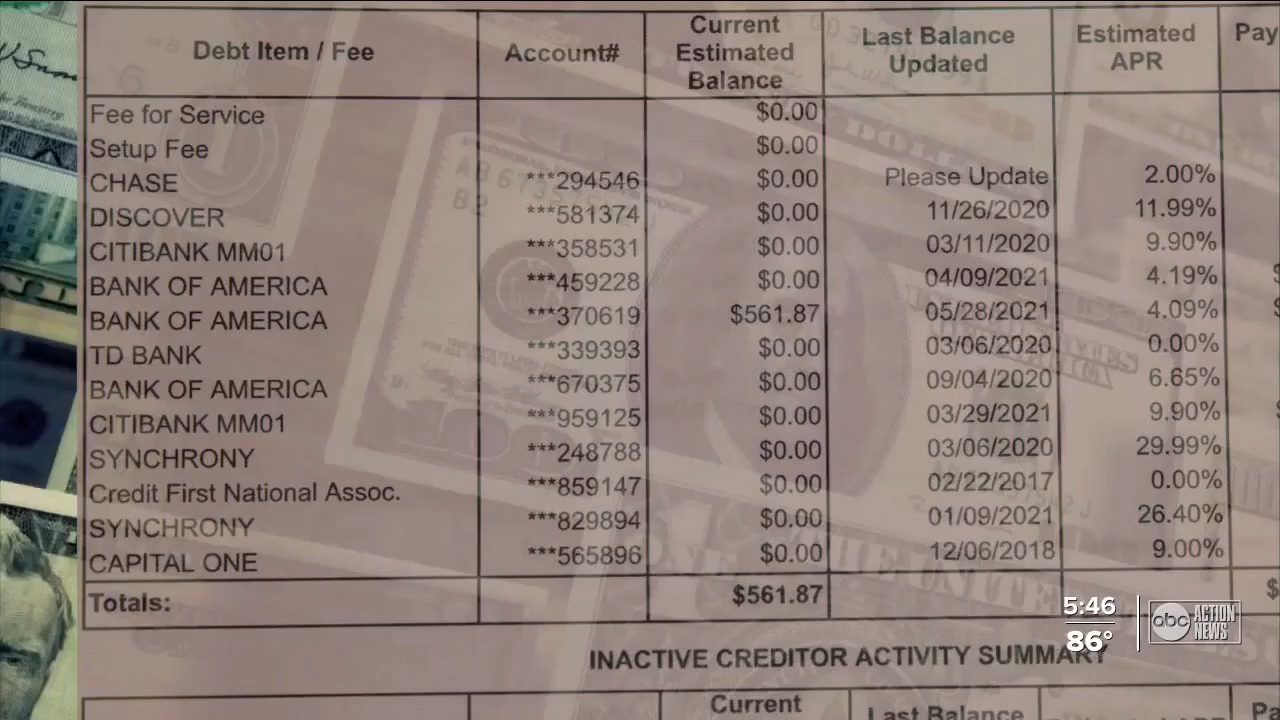 Debt Item / Fee Account# Current Estimated Balance Last Balance Updated Estimated APR Pay
Fee for Service $0.00
Setup Fee $0.00
CHASE ***294546 $0.00 Please Update 2.00%
DISCOVER ***581374 $0.00 11/26/2020 11.99%
CITIBANK MM01 ***358531 $0.00 03/11/2020 9.90%
BANK OF AMERICA ***459228 $0.00 04/09/2021 4.19%
BANK OF AMERICA ***370619 $561.87 05/28/2021 4.09%
TD BANK ***339393 $0.00 03/06/2020 0.00%
BANK OF AMERICA ***670375 $0.00 09/04/2020 6.65%
CITIBANK MM01 ***959125 $0.00 03/29/2021 9.90%
SYNCHRONY ***248788 $0.00 03/06/2020 29.99%
Credit First National Assoc. ***859147 $0.00 02/22/2017 0.00%
SYNCHRONY ***829894 $0.00 01/09/2021 26.40%
CAPITAL ONE ***565896 $0.00 12/06/2018 9.00%
Totals: $561.87 $
5:46
86°
abc ACTION NEWS
INACTIVE CREDITOR ACTIVITY SUMMARY
Current Last Balance Pa